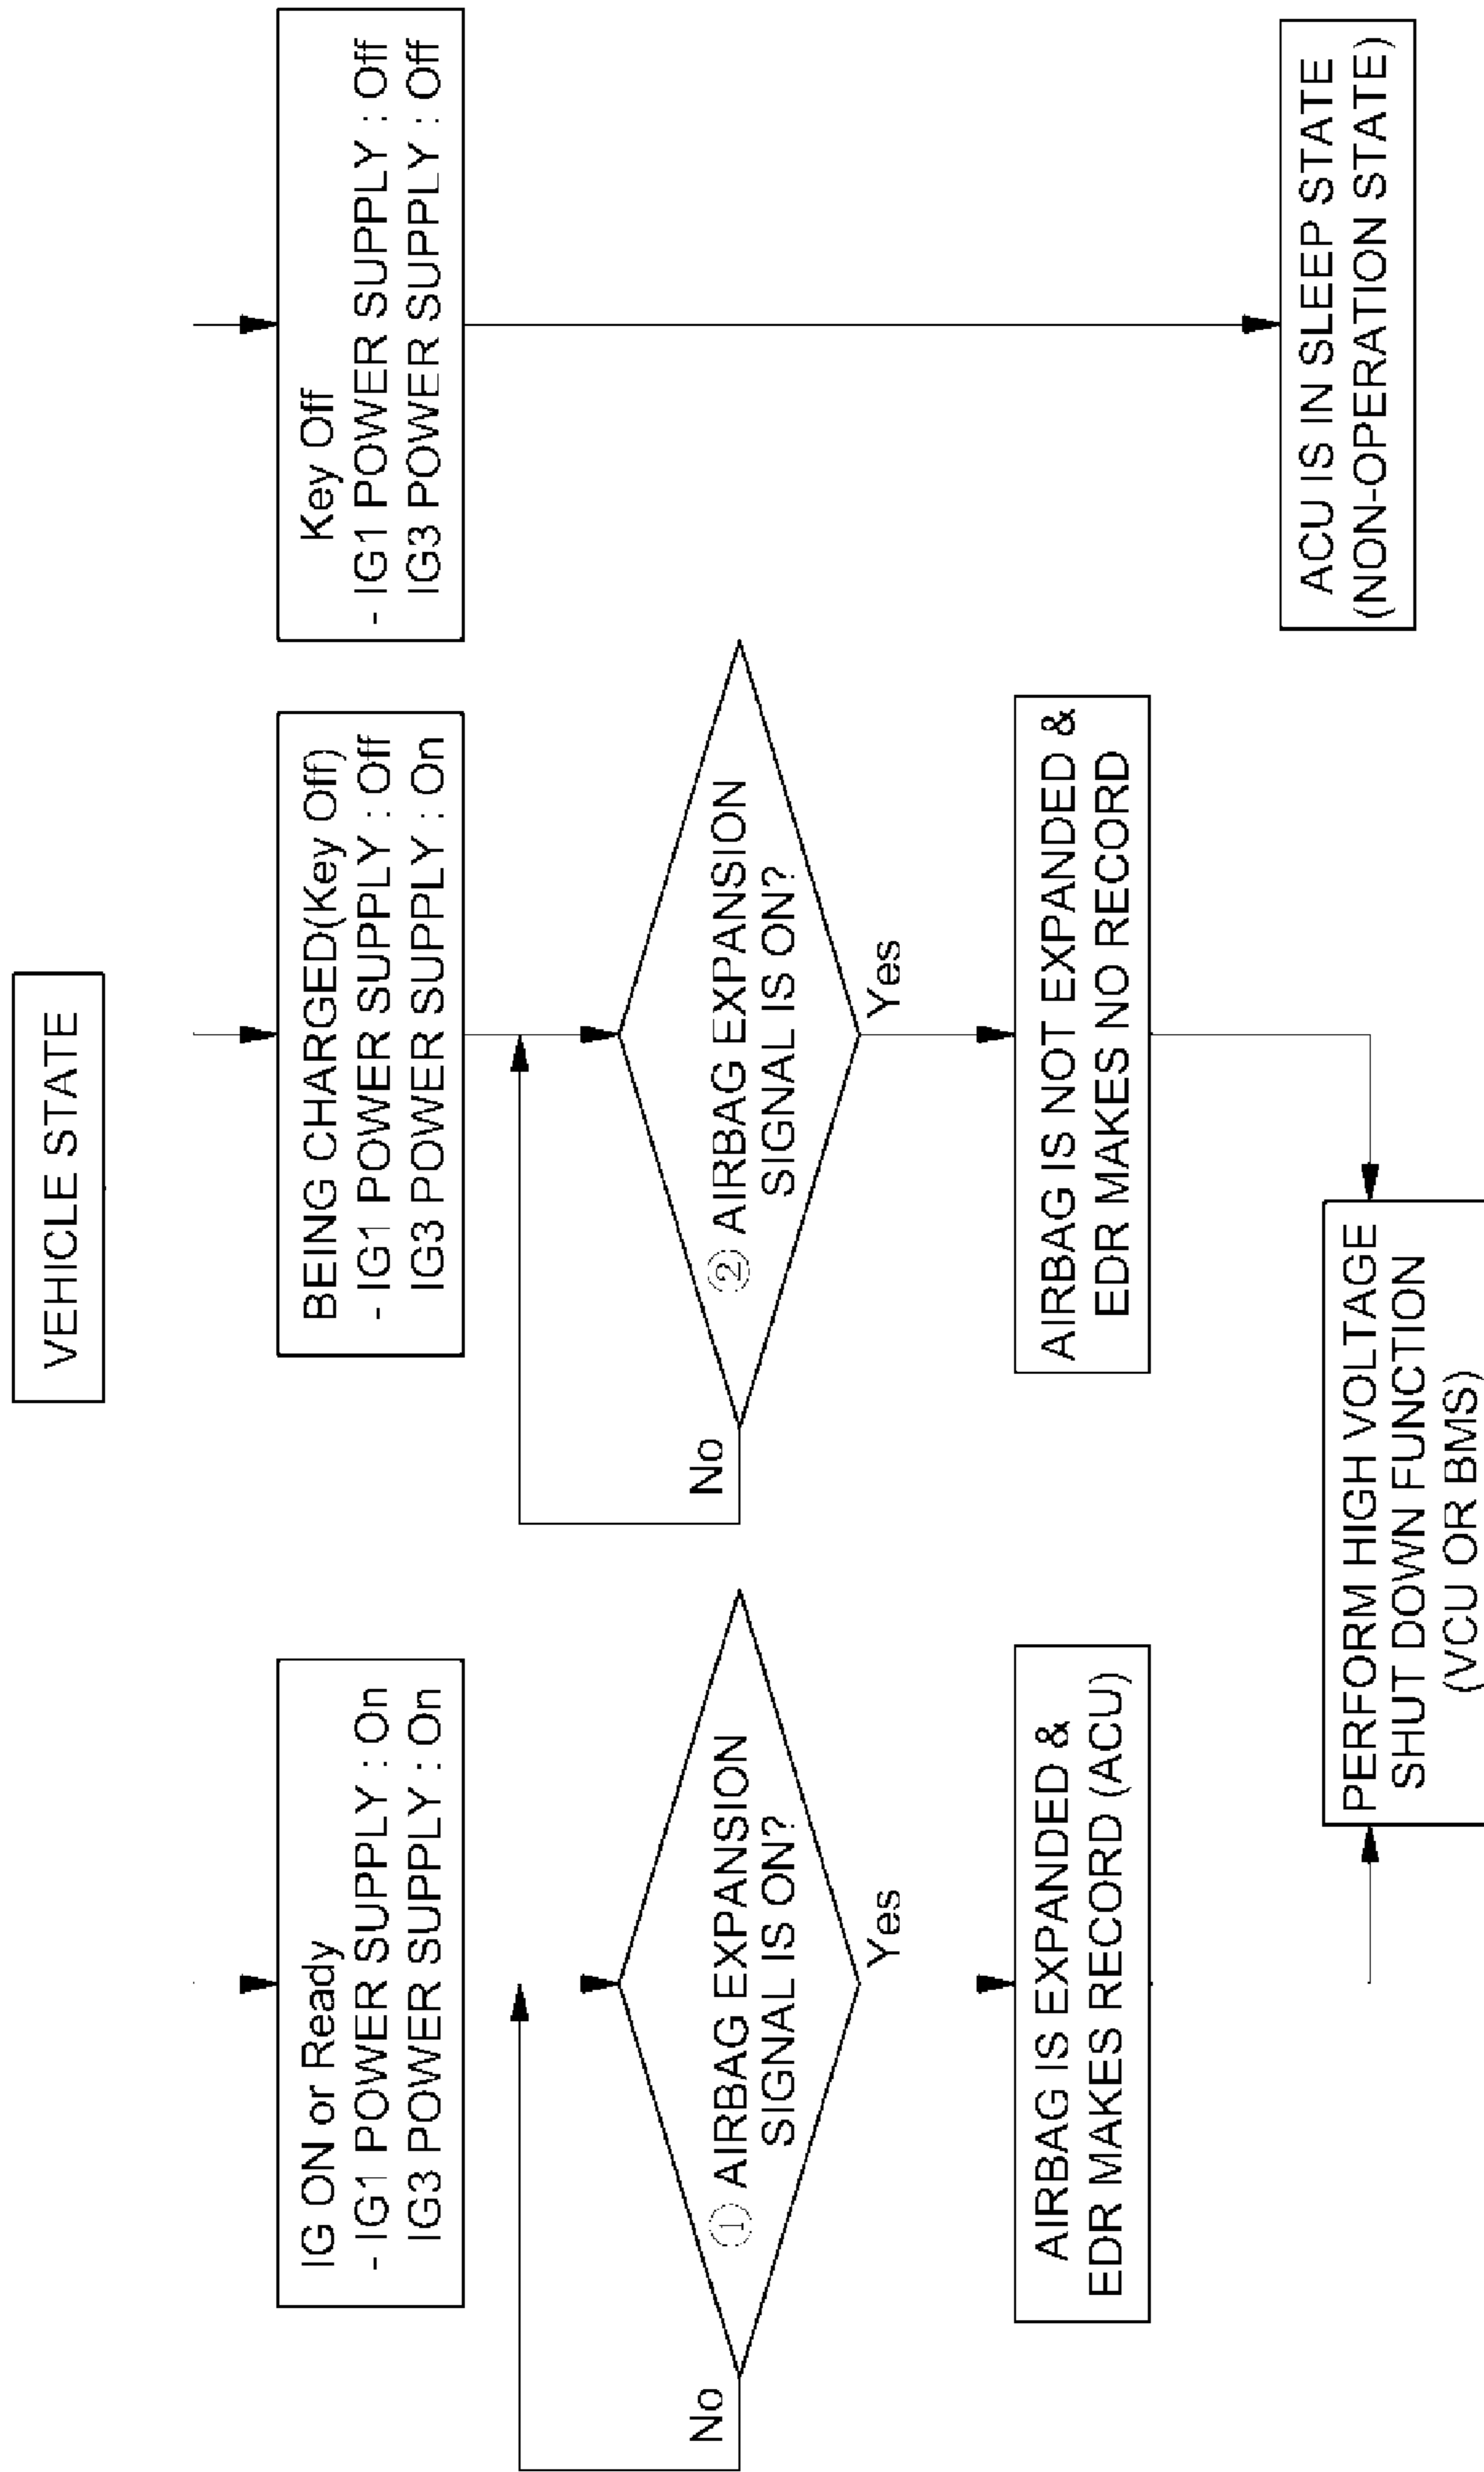 VEHICLE STATE
IG ON or Ready
- IG1 POWER SUPPLY : On
IG3 POWER SUPPLY : On
BEING CHARGED(Key Off)
- IG1 POWER SUPPLY : Off
IG3 POWER SUPPLY : On
Key Off
- IG1 POWER SUPPLY : Off
IG3 POWER SUPPLY : Off
No
① AIRBAG EXPANSION
SIGNAL IS ON?
Yes
No
② AIRBAG EXPANSION
SIGNAL IS ON?
Yes
AIRBAG IS EXPANDED &
EDR MAKES RECORD (ACU)
AIRBAG IS NOT EXPANDED &
EDR MAKES NO RECORD
PERFORM HIGH VOLTAGE
SHUT DOWN FUNCTION
(VCU OR BMS)
ACU IS IN SLEEP STATE
(NON-OPERATION STATE)